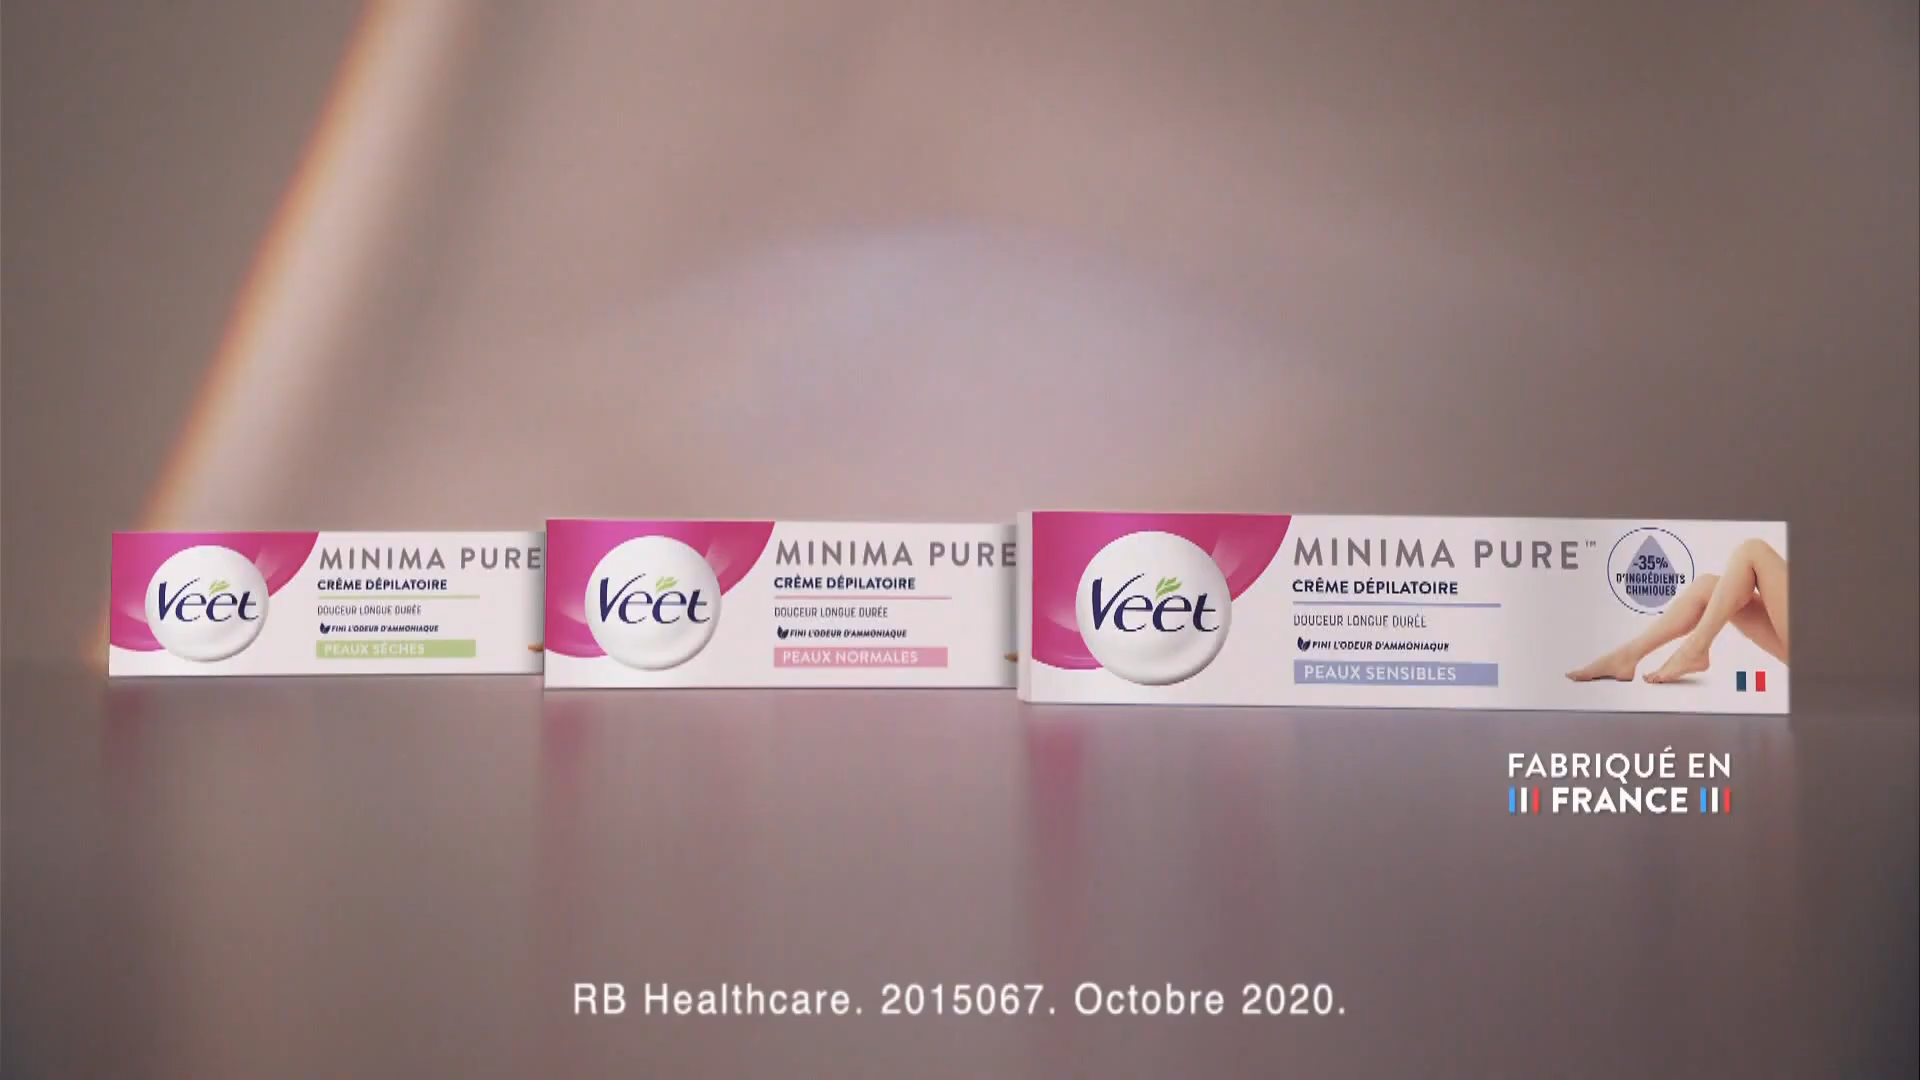 Veet
MINIMA PURE
CRÈME DÉPILATOIRE
DOUCEUR LONGUE DURÉE
FINI L'ODEUR D'AMMONIAQUE
PEAUX SÈCHES
Veet
MINIMA PURE
CRÈME DÉPILATOIRE
DOUCEUR LONGUE DURÉE
FINI L'ODEUR D'AMMONIAQUE
PEAUX NORMALES
Veet
MINIMA PURE™
CRÈME DÉPILATOIRE
DOUCEUR LONGUE DURÉE
FINI L'ODEUR D'AMMONIAQUE
PEAUX SENSIBLES
-35%
D'INGRÉDIENTS
CHIMIQUES
FABRIQUÉ EN
FRANCE
RB Healthcare. 2015067. Octobre 2020.